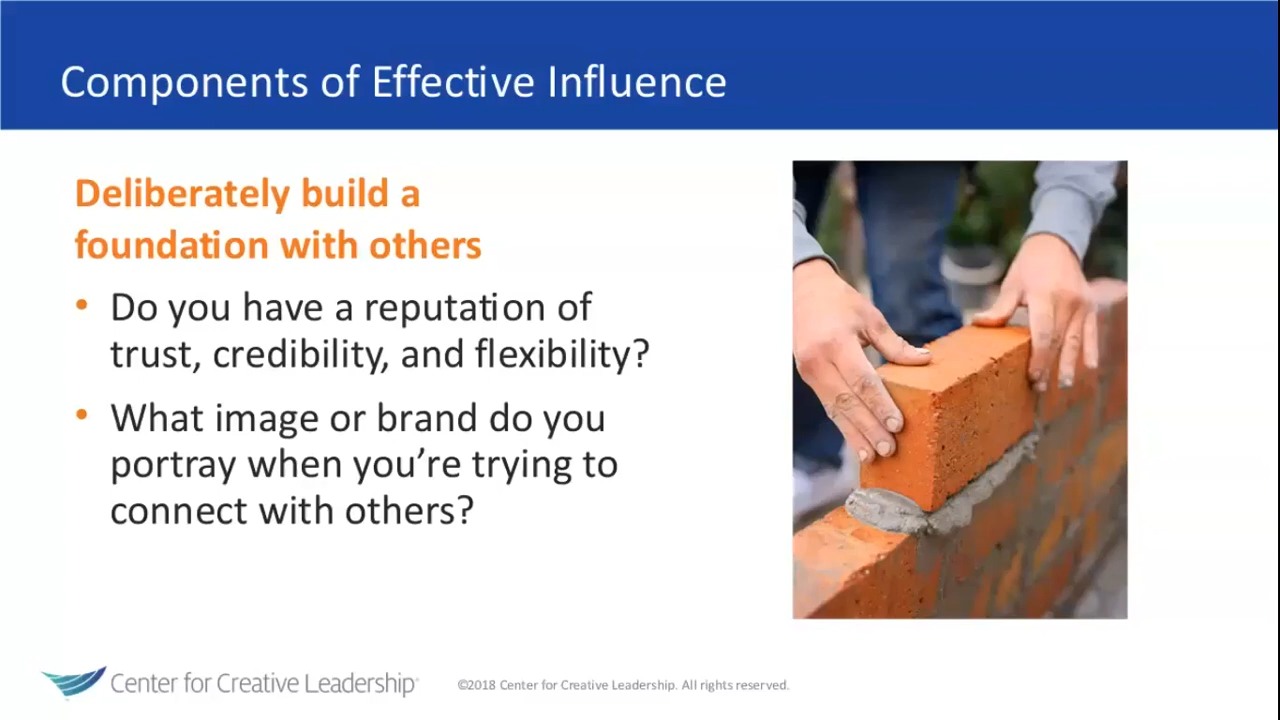 Components of Effective Influence
Deliberately build a
foundation with others
• Do you have a reputation of
trust, credibility, and flexibility?
• What image or brand do you
portray when you’re trying to
connect with others?
Center for Creative Leadership®
©2018 Center for Creative Leadership. All rights reserved.